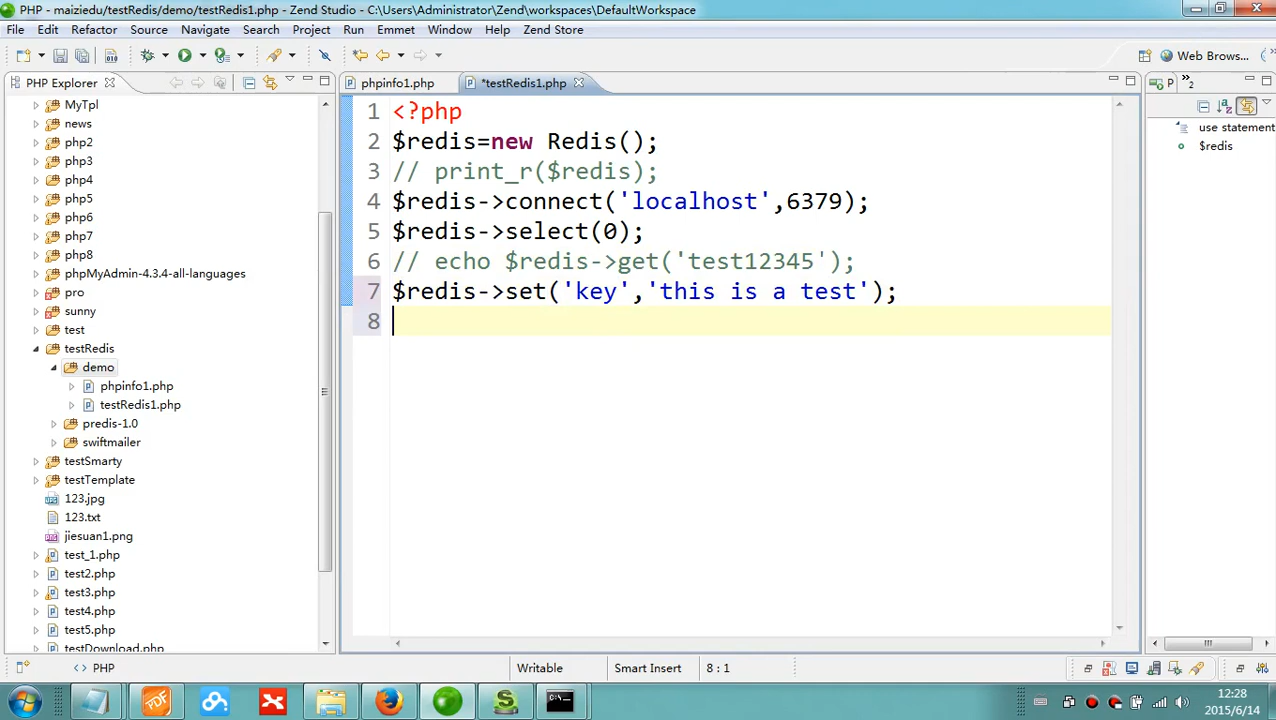 PHP - maiziedu/testRedis/demo/testRedis1.php - Zend Studio - C:\Users\Administrator\Zend\workspaces\DefaultWorkspace
File Edit Refactor Source Navigate Search Project Run Emmet Window Help Zend Store
Web Brows...
PHP Explorer
phpinfo1.php
*testRedis1.php
P
»2
MyTpl
news
php2
php3
php4
php5
php6
php7
php8
phpMyAdmin-4.3.4-all-languages
pro
sunny
test
testRedis
demo
phpinfo1.php
testRedis1.php
predis-1.0
swiftmailer
testSmarty
testTemplate
123.jpg
123.txt
jiesuan1.png
test_1.php
test2.php
test3.php
test4.php
test5.php
testDownload.php
1 <?php
2 $redis=new Redis();
3 // print_r($redis);
4 $redis->connect('localhost',6379);
5 $redis->select(0);
6 // echo $redis->get('test12345');
7 $redis->set('key','this is a test');
8
use statement
$redis
<> PHP
Writable
Smart Insert
8 : 1
PDF
12:28
2015/6/14